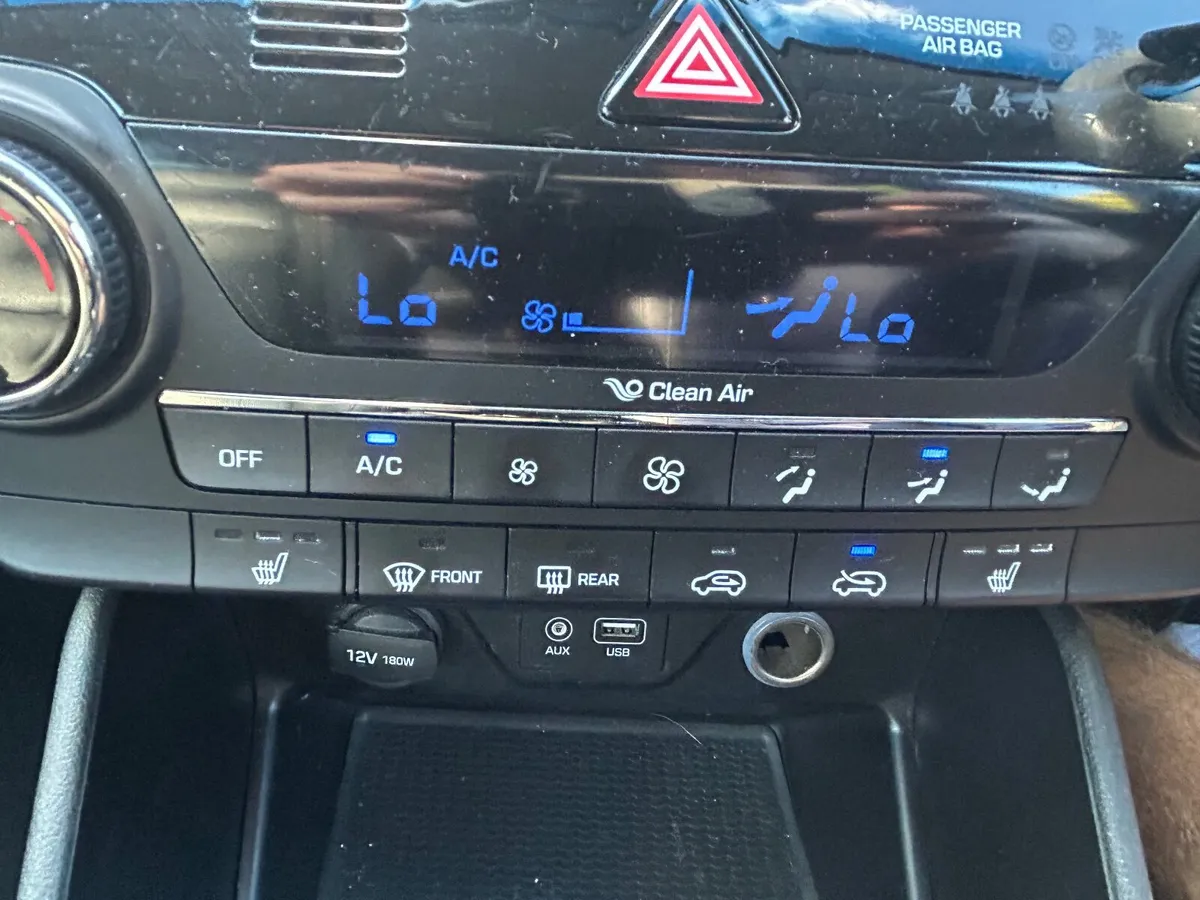 PASSENGER
AIR BAG
A/C
Lo
Lo
Clean Air
OFF
A/C
FRONT
REAR
12V 180W
AUX
USB